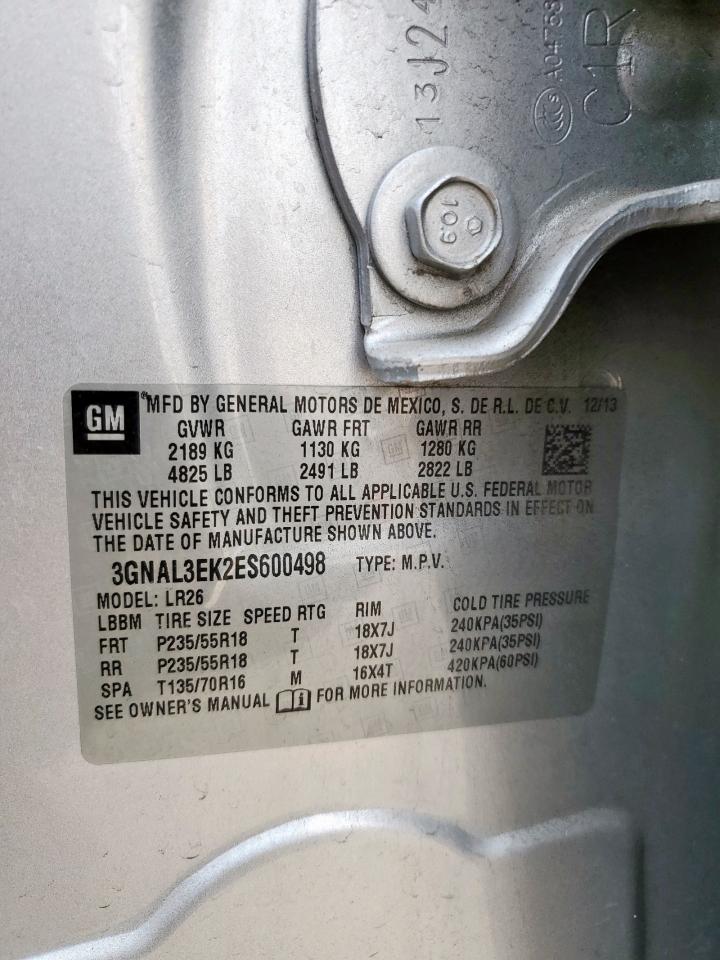 13J24
A04758
C1R
10.9
GM
®MFD BY GENERAL MOTORS DE MEXICO, S. DE R.L. DE C.V. 12/13
GVWR GAWR FRT GAWR RR
2189 KG 1130 KG 1280 KG
4825 LB 2491 LB 2822 LB
THIS VEHICLE CONFORMS TO ALL APPLICABLE U.S. FEDERAL MOTOR
VEHICLE SAFETY AND THEFT PREVENTION STANDARDS IN EFFECT ON
THE DATE OF MANUFACTURE SHOWN ABOVE.
3GNAL3EK2ES600498 TYPE: M.P.V.
MODEL: LR26
LBBM TIRE SIZE SPEED RTG RIM COLD TIRE PRESSURE
FRT P235/55R18 T 18X7J 240KPA(35PSI)
RR P235/55R18 T 18X7J 240KPA(35PSI)
SPA T135/70R16 M 16X4T 420KPA(60PSI)
SEE OWNER'S MANUAL FOR MORE INFORMATION.